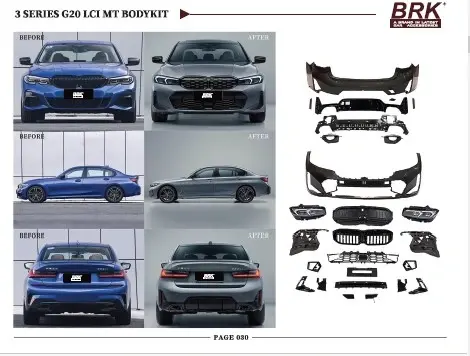 3 SERIES G20 LCI MT BODYKIT
BRK
A BRAND IN LATEST
CAR ACCESSORIES
BEFORE
AFTER
BRK
BRK
BEFORE
AFTER
BEFORE
AFTER
BRK
BRK
PAGE 030